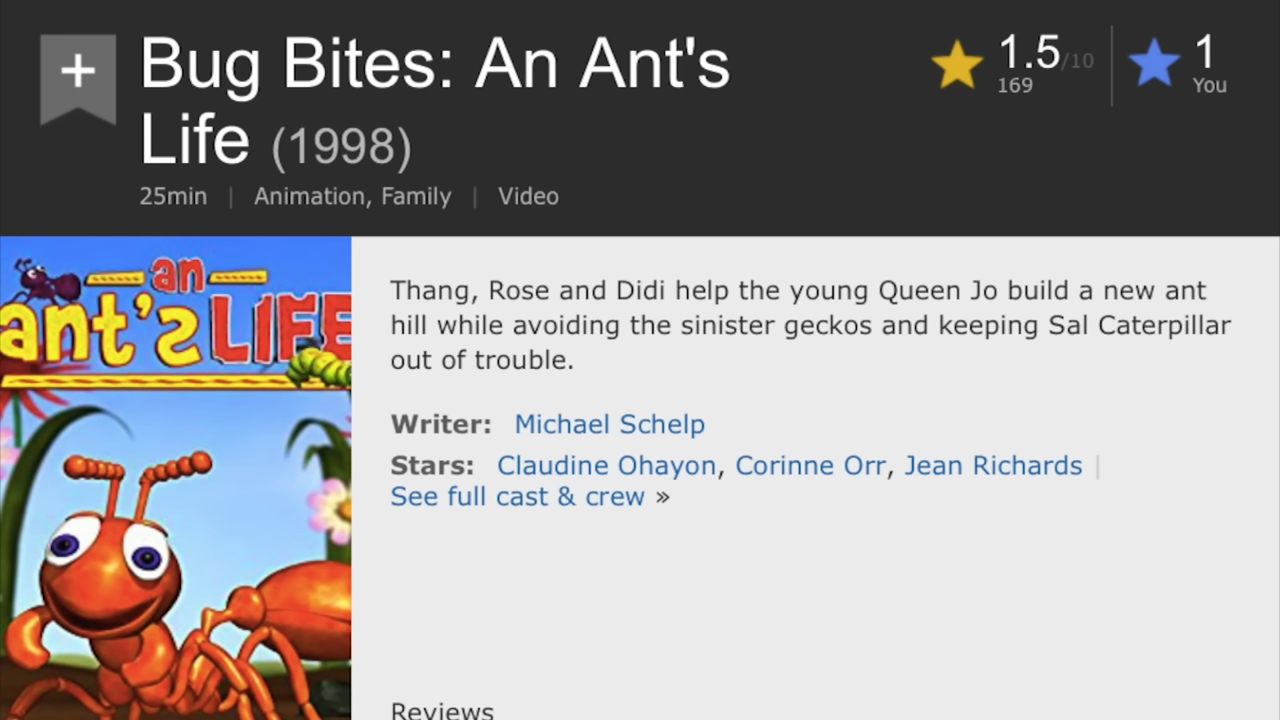 + Bug Bites: An Ant's
Life (1998)
25min | Animation, Family | Video
1.5/10
169
1
You
an
ant's LIFE
Thang, Rose and Didi help the young Queen Jo build a new ant
hill while avoiding the sinister geckos and keeping Sal Caterpillar
out of trouble.
Writer: Michael Schelp
Stars: Claudine Ohayon, Corinne Orr, Jean Richards |
See full cast & crew »
Reviews